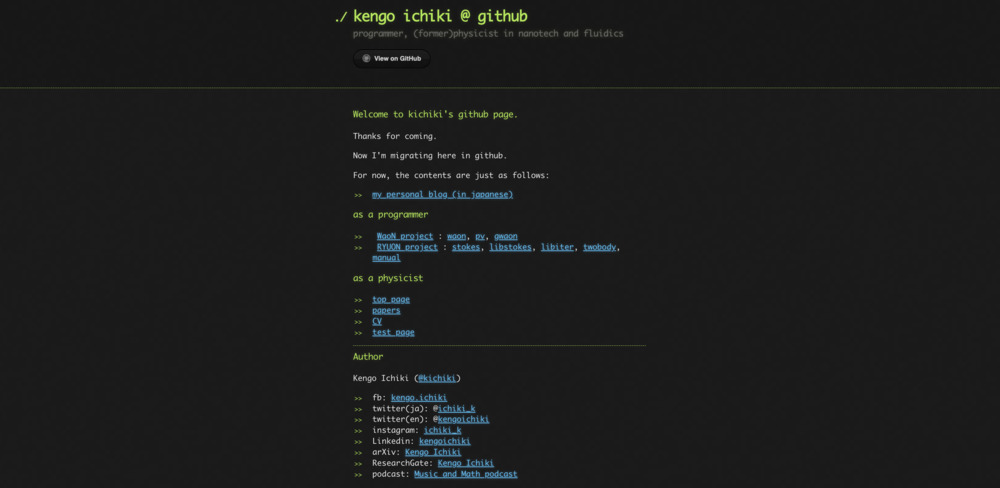 ./ kengo ichiki @ github
programmer, (former)physicist in nanotech and fluidics
View on GitHub
Welcome to kichiki's github page.
Thanks for coming.
Now I'm migrating here in github.
For now, the contents are just as follows:
>> my personal blog (in japanese)
as a programmer
>> WaoN project : waon, pv, gwaon
>> RYUON project : stokes, libstokes, libiter, twobody,
manual
as a physicist
>> top page
>> papers
>> CV
>> test page
Author
Kengo Ichiki (@kichiki)
>> fb: kengo.ichiki
>> twitter(ja): @ichiki_k
>> twitter(en): @kengoichiki
>> instagram: ichiki_k
>> Linkedin: kengoichiki
>> arXiv: Kengo Ichiki
>> ResearchGate: Kengo Ichiki
>> podcast: Music and Math podcast